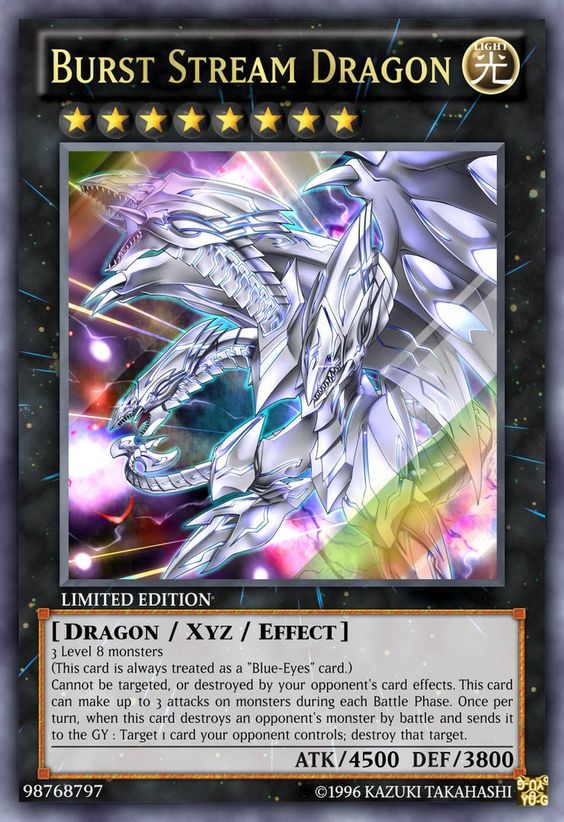 BURST STREAM DRAGON
LIGHT
光
LIMITED EDITION
[ DRAGON / XYZ / EFFECT ]
3 Level 8 monsters
(This card is always treated as a "Blue-Eyes" card.)
Cannot be targeted, or destroyed by your opponent's card effects. This card
can make up to 3 attacks on monsters during each Battle Phase. Once per
turn, when this card destroys an opponent's monster by battle and sends it
to the GY : Target 1 card your opponent controls; destroy that target.
ATK/4500 DEF/3800
98768797
©1996 KAZUKI TAKAHASHI